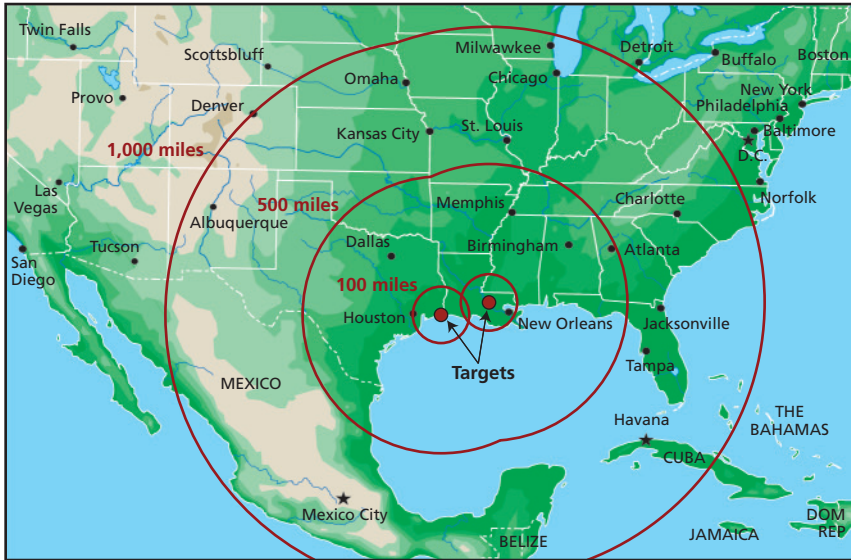 Twin Falls
Milwaukee
Detroit
Boston
Scottsbluff
Buffalo
Omaha
Chicago
New York
Provo
Denver
Philadelphia
Kansas City
St. Louis
Baltimore
D.C.
1,000 miles
Las
Vegas
500 miles
Memphis
Charlotte
Norfolk
Albuquerque
Tucson
Dallas
Birmingham
Atlanta
San
Diego
100 miles
Houston
New Orleans
Jacksonville
Targets
Tampa
MEXICO
Havana
THE
BAHAMAS
CUBA
Mexico City
BELIZE
JAMAICA
DOM
REP